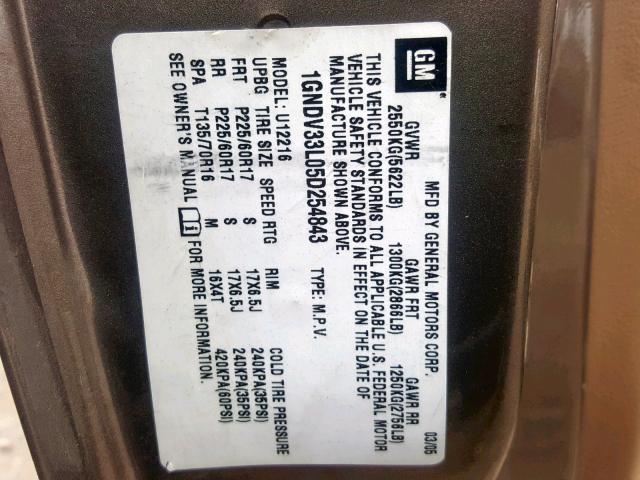 GM
MFD BY GENERAL MOTORS CORP. 03/05
GVWR GAWR FRT GAWR RR
2550KG(5622LB) 1300KG(2866LB) 1250KG(2756LB)
THIS VEHICLE CONFORMS TO ALL APPLICABLE U.S. FEDERAL MOTOR
VEHICLE SAFETY STANDARDS IN EFFECT ON THE DATE OF
MANUFACTURE SHOWN ABOVE.
1GNDV33L05D254843 TYPE: M.P.V.
MODEL: U12216
UPBG TIRE SIZE SPEED RTG RIM COLD TIRE PRESSURE
FRT P225/60R17 S 17X6.5J 240KPA(35PSI)
RR P225/60R17 S 17X6.5J 240KPA(35PSI)
SPA T135/70R16 M 16X4T 420KPA(60PSI)
SEE OWNER'S MANUAL FOR MORE INFORMATION.